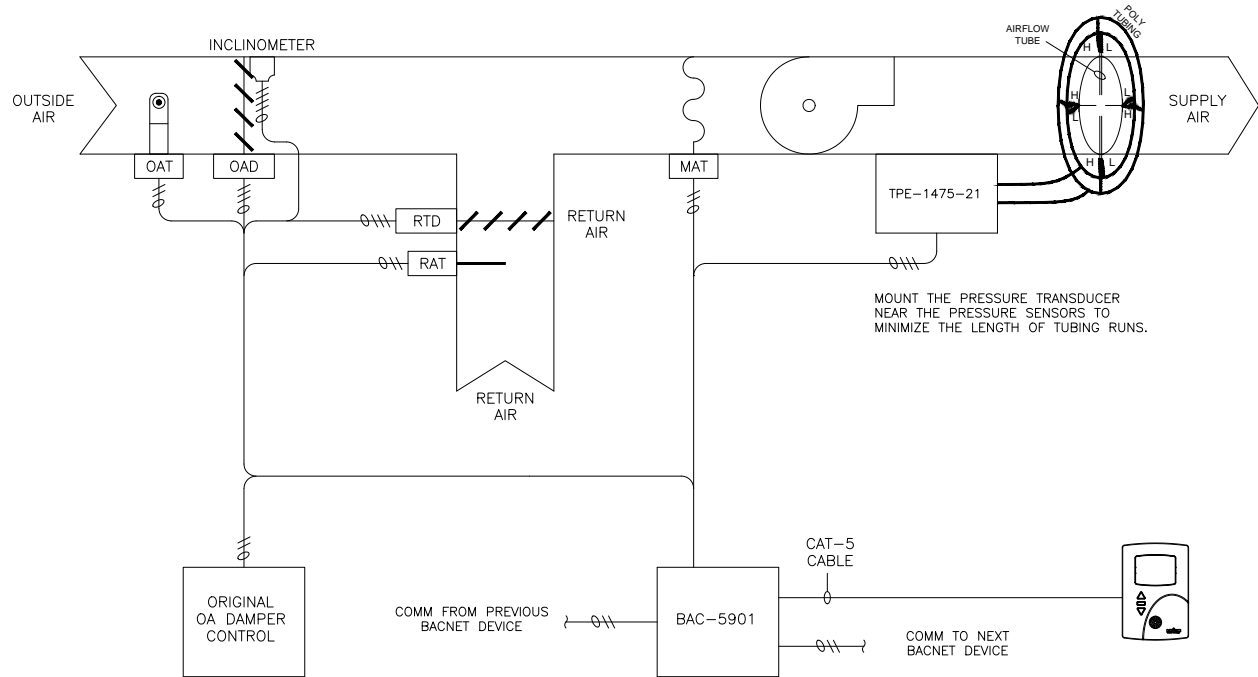 POLY
TUBING
AIRFLOW
TUBE
INCLINOMETER
H
L
OUTSIDE
AIR
H
L
L
H
SUPPLY
AIR
OAT
OAD
MAT
H
L
TPE-1475-21
RTD
RETURN
AIR
RAT
MOUNT THE PRESSURE TRANSDUCER
NEAR THE PRESSURE SENSORS TO
MINIMIZE THE LENGTH OF TUBING RUNS.
RETURN
AIR
CAT-5
CABLE
ORIGINAL
OA DAMPER
CONTROL
COMM FROM PREVIOUS
BACNET DEVICE
BAC-5901
COMM TO NEXT
BACNET DEVICE